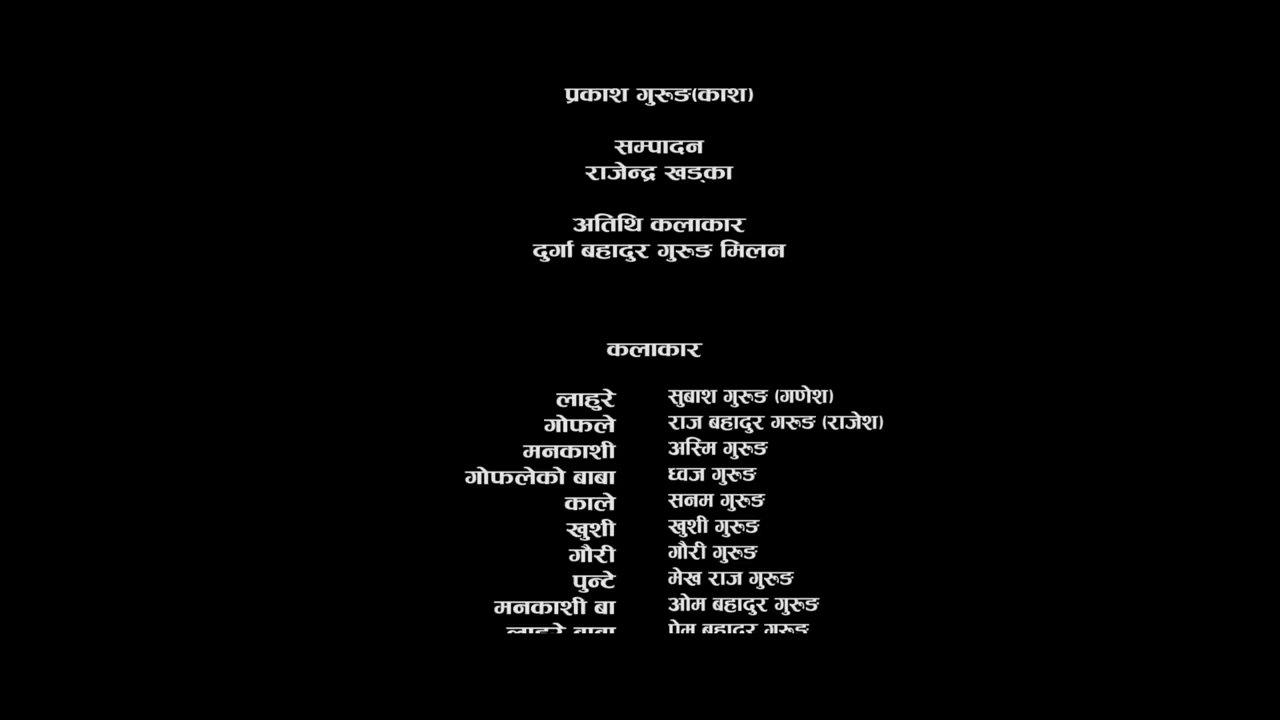 प्रकाश गुरूङ(काश)
सम्पादन
राजेन्द्र खड्का
अतिथि कलाकार
दुर्गा बहादुर गुरूङ मिलन
कलाकार
लाहुरे सुबाश गुरूङ (गणेश)
गोफले राज बहादुर गरूङ (राजेश)
मनकाशी अस्मि गुरूङ
गोफलेको बाबा ध्वज गुरूङ
काले सनम गुरूङ
खुशी खुशी गुरूङ
गौरी गौरी गुरूङ
पुन्टे मेख राज गुरूङ
मनकाशी बा ओम बहादुर गुरूङ
लाहुरे बाबा प्रेम बहादुर गुरूङ